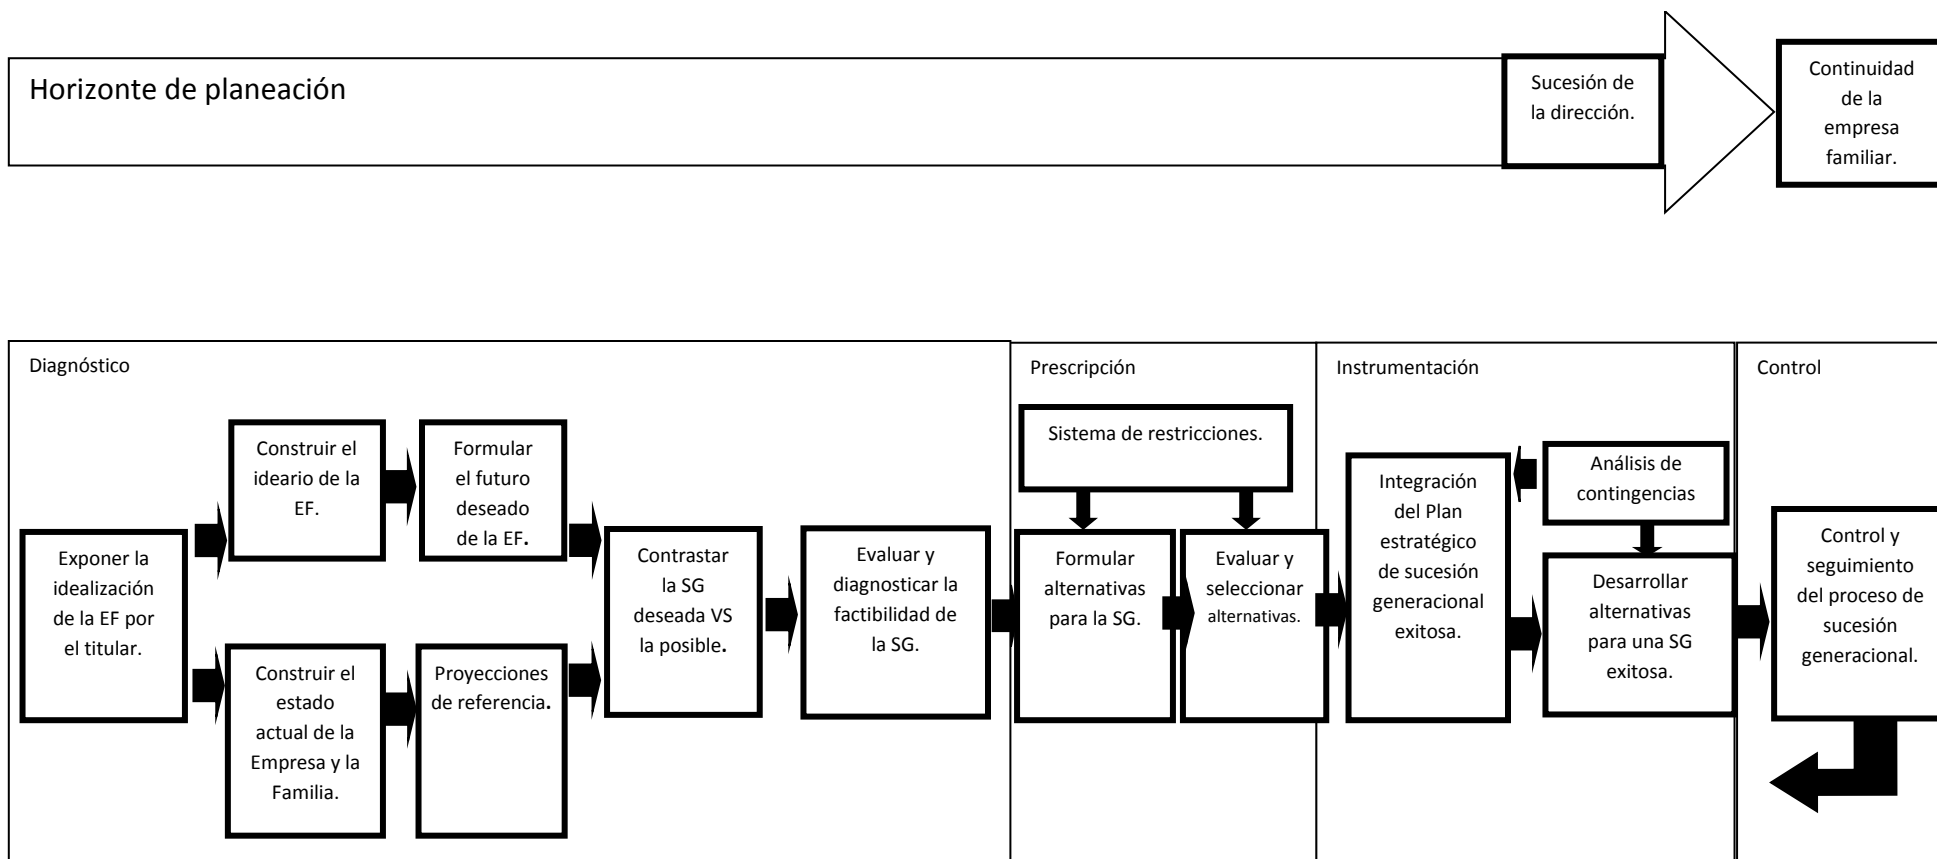 Horizonte de planeación
Sucesión de
la dirección.
Continuidad
de la
empresa
familiar.
Diagnóstico
Exponer la
idealización
de la EF por
el titular.
Construir el
ideario de la
EF.
Formular
el futuro
deseado
de la EF.
Construir el
estado
actual de la
Empresa y la
Familia.
Proyecciones
de referencia.
Contrastar
la SG
deseada VS
la posible.
Evaluar y
diagnosticar la
factibilidad de
la SG.
Prescripción
Sistema de restricciones.
Formular
alternativas
para la SG.
Evaluar y
seleccionar
alternativas.
Instrumentación
Integración
del Plan
estratégico
de sucesión
generacional
exitosa.
Análisis de
contingencias
Desarrollar
alternativas
para una SG
exitosa.
Control
Control y
seguimiento
del proceso de
sucesión
generacional.